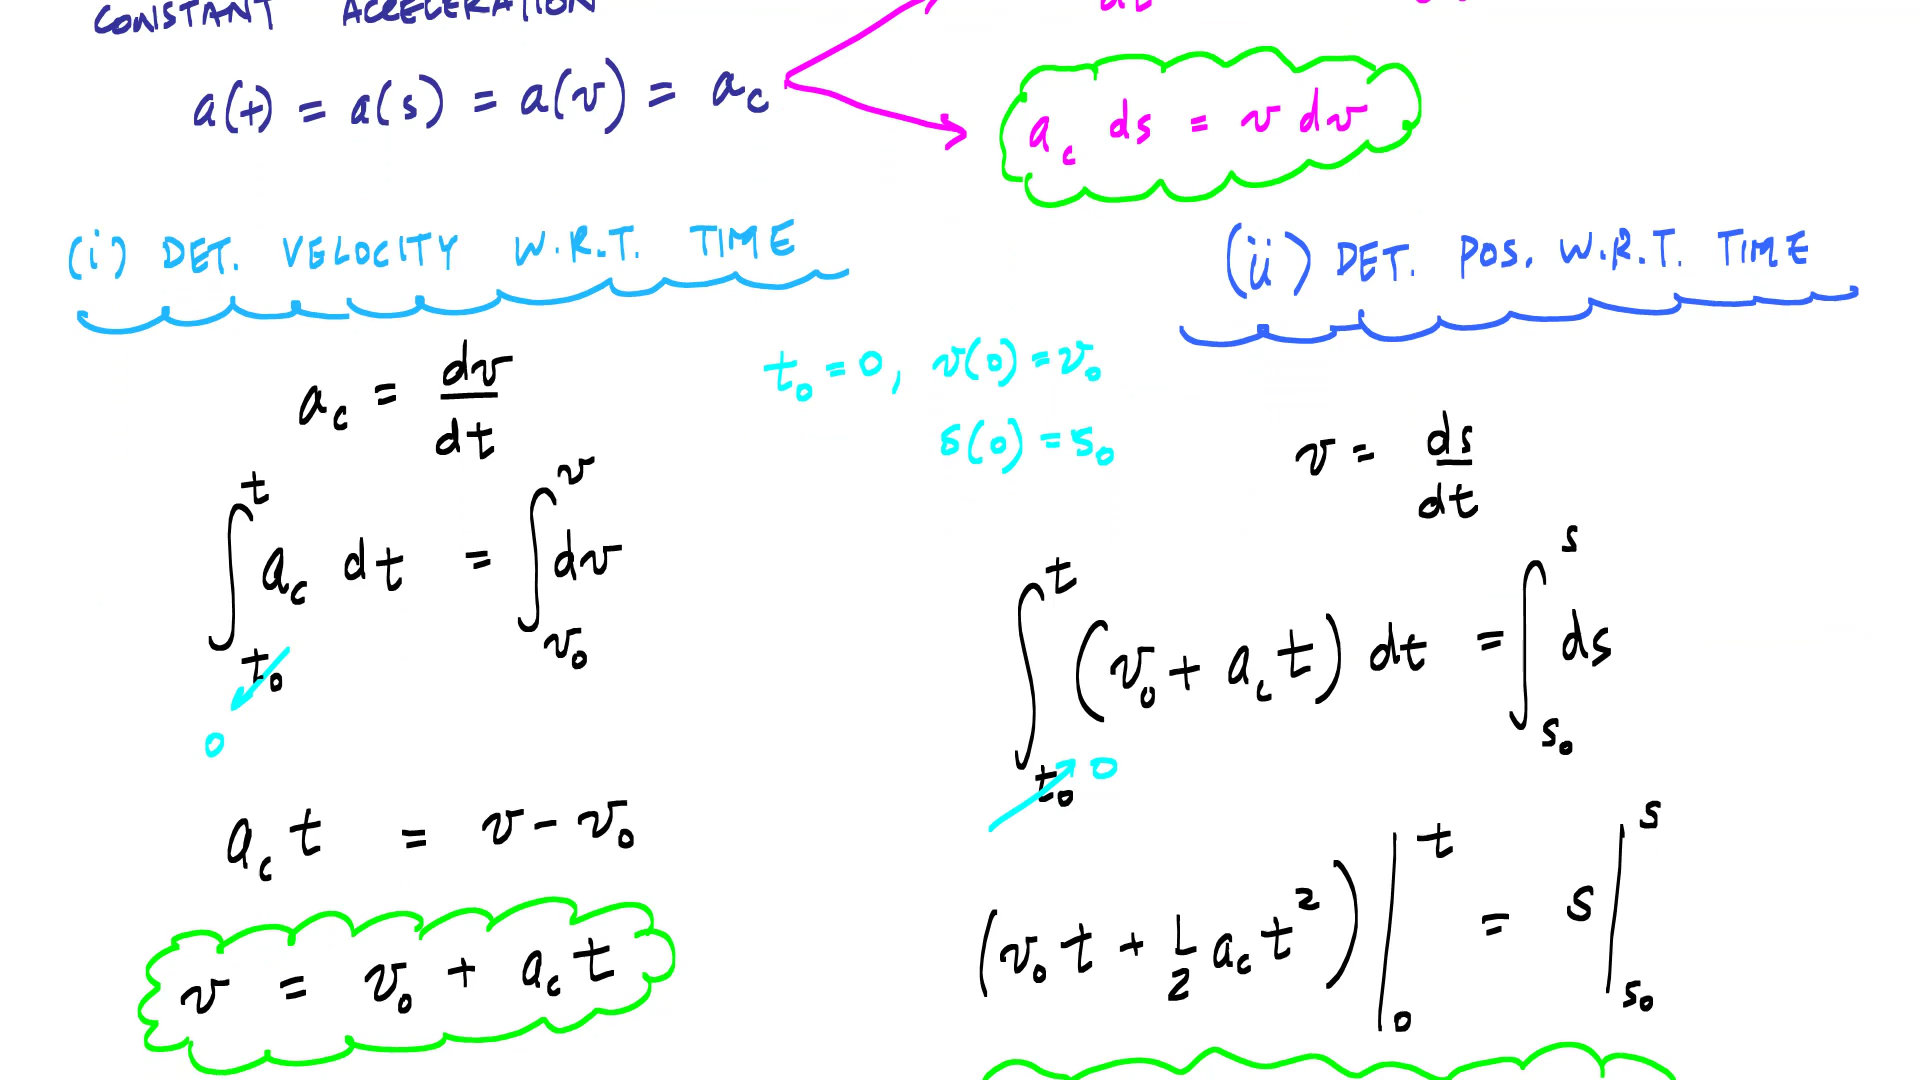 CONSTANT ACCELERATION
a(t) = a(s) = a(v) = a_c
a_c ds = v dv
(i) DET. VELOCITY W.R.T. TIME
a_c = dv/dt
∫_{t_0}^{t} a_c dt = ∫_{v_0}^{v} dv
0
a_c t = v - v_0
v = v_0 + a_c t
t_0 = 0, v(0) = v_0
s(0) = s_0
(ii) DET. POS. W.R.T. TIME
v = ds/dt
∫_{t_0}^{t} (v_0 + a_c t) dt = ∫_{s_0}^{s} ds
0
(v_0 t + 1/2 a_c t^2) |_0^t = s |_{s_0}^{s}